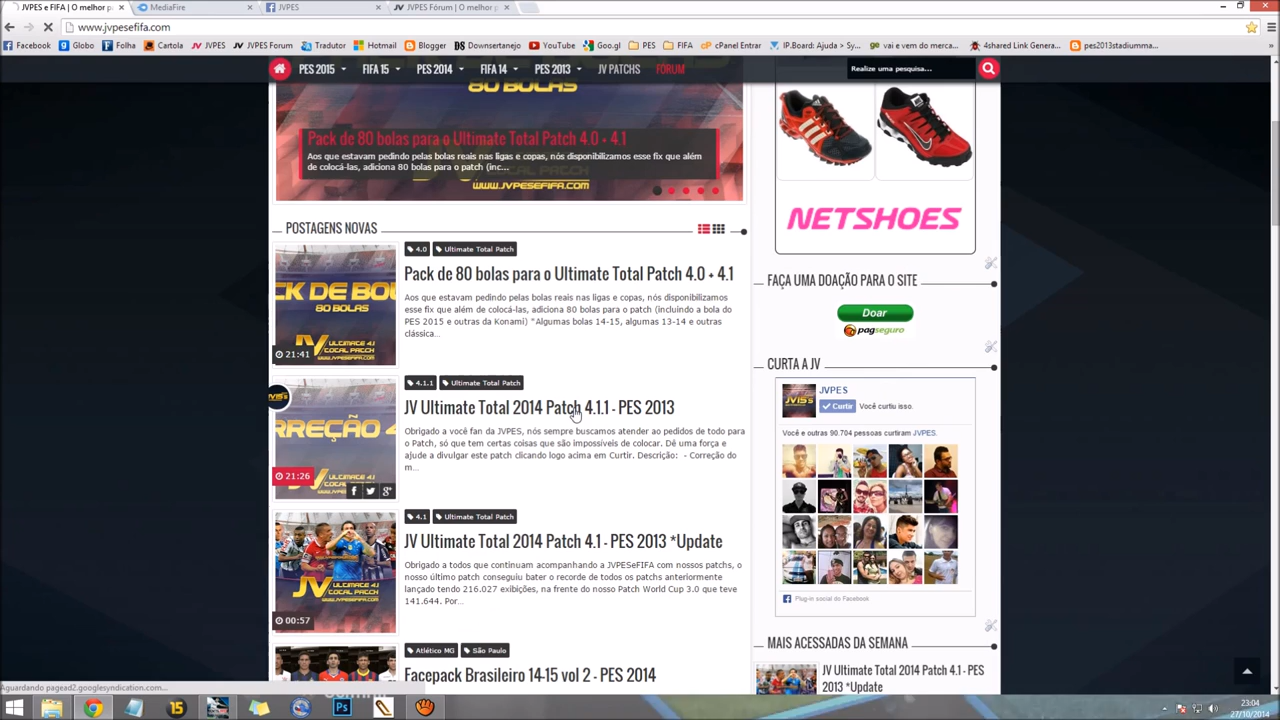 JVPES e FIFA | O melhor p
MediaFire
JVPES
JVPES Fórum | O melhor
www.jvpesefifa.com
Facebook
Globo
Folha
Cartola
JVPES
JVPES Forum
Tradutor
Hotmail
Blogger
Downsertanejo
YouTube
Goo.gl
PES
FIFA
cPanel Entrar
IP.Board: Ajuda > Sy...
vai e vem do merca...
4shared Link Genera...
pes2013stadiumma...
PES 2015
FIFA 15
PES 2014
FIFA 14
PES 2013
JV PATCHS
FÓRUM
Realize uma pesquisa...
80 BOLAS
Pack de 80 bolas para o Ultimate Total Patch 4.0 + 4.1
Aos que estavam pedindo pelas bolas reais nas ligas e copas, nós disponibilizamos esse fix que além
de colocá-las, adiciona 80 bolas para o patch (inc...
WWW.JVPESEFIFA.COM
NETSHOES
POSTAGENS NOVAS
4.0
Ultimate Total Patch
Pack de 80 bolas para o Ultimate Total Patch 4.0 + 4.1
Aos que estavam pedindo pelas bolas reais nas ligas e copas, nós disponibilizamos
esse fix que além de colocá-las, adiciona 80 bolas para o patch (incluindo a bola do
PES 2015 e outras da Konami) *Algumas bolas 14-15, algumas 13-14 e outras
clássica...
21:41
FAÇA UMA DOAÇÃO PARA O SITE
Doar
pagseguro
CURTA A JV
JVPES
Curtir
Você curtiu isso.
Você e outras 90.704 pessoas curtiram JVPES.
Plug-in social do Facebook
4.1.1
Ultimate Total Patch
JV Ultimate Total 2014 Patch 4.1.1 - PES 2013
Obrigado a você fan da JVPES, nós sempre buscamos atender ao pedidos de todo para
o Patch, só que tem certas coisas que são impossíveis de colocar. Dê uma força e
ajude a divulgar este patch clicando logo acima em Curtir. Descrição: - Correção do
m...
21:26
4.1
Ultimate Total Patch
JV Ultimate Total 2014 Patch 4.1 - PES 2013 *Update
Obrigado a todos que continuam acompanhando a JVPESeFIFA com nossos patchs, o
nosso último patch conseguiu bater o recorde de todos os patchs anteriormente
lançado tendo 216.027 exibições, na frente do nosso Patch World Cup 3.0 que teve
141.644. Por...
00:57
MAIS ACESSADAS DA SEMANA
JV Ultimate Total 2014 Patch 4.1 - PES
2013 *Update
Atlético MG
São Paulo
Facepack Brasileiro 14-15 vol 2 - PES 2014
Aguardando pagead2.googlesyndication.com...
23:04
27/10/2014